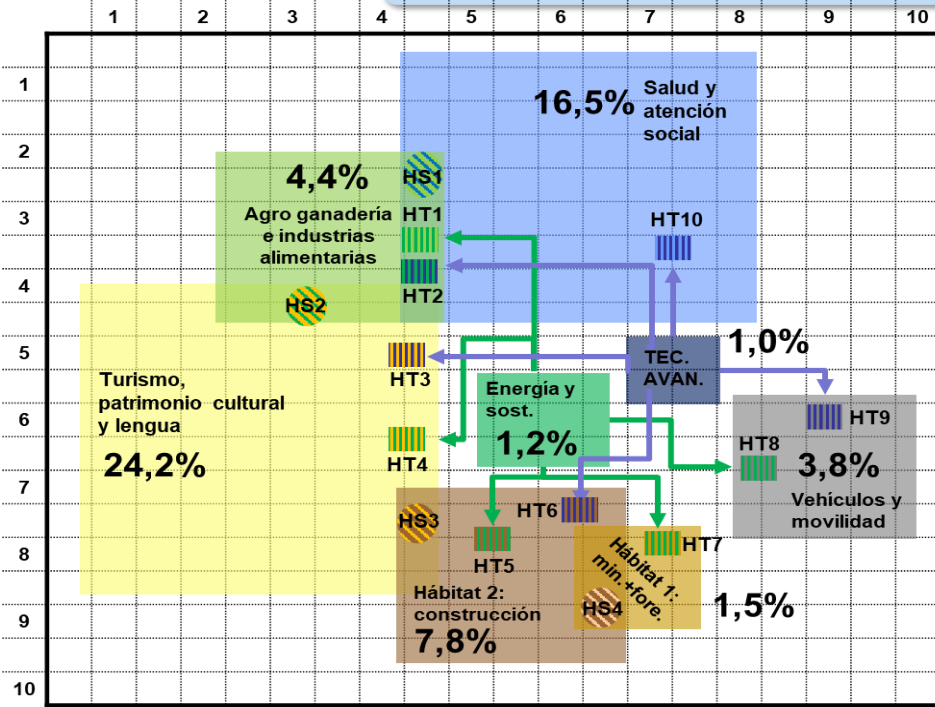 1 2 3 4 5 6 7 8 9 10
1
2
3
4
5
6
7
8
9
10
16,5%
Salud y
atención
social
4,4%
Agro ganadería
e industrias
alimentarias
HS1
HT1
HT2
HT10
HS2
HT3
Turismo,
patrimonio cultural
y lengua
24,2%
HT4
TEC.
AVAN.
1,0%
Energía y
sost.
1,2%
HT9
HT8
3,8%
Vehículos y
movilidad
HS3
HT5
HT6
HT7
Hábitat 2:
construcción
7,8%
Hábitat 1:
min.+fore.
HS4
1,5%